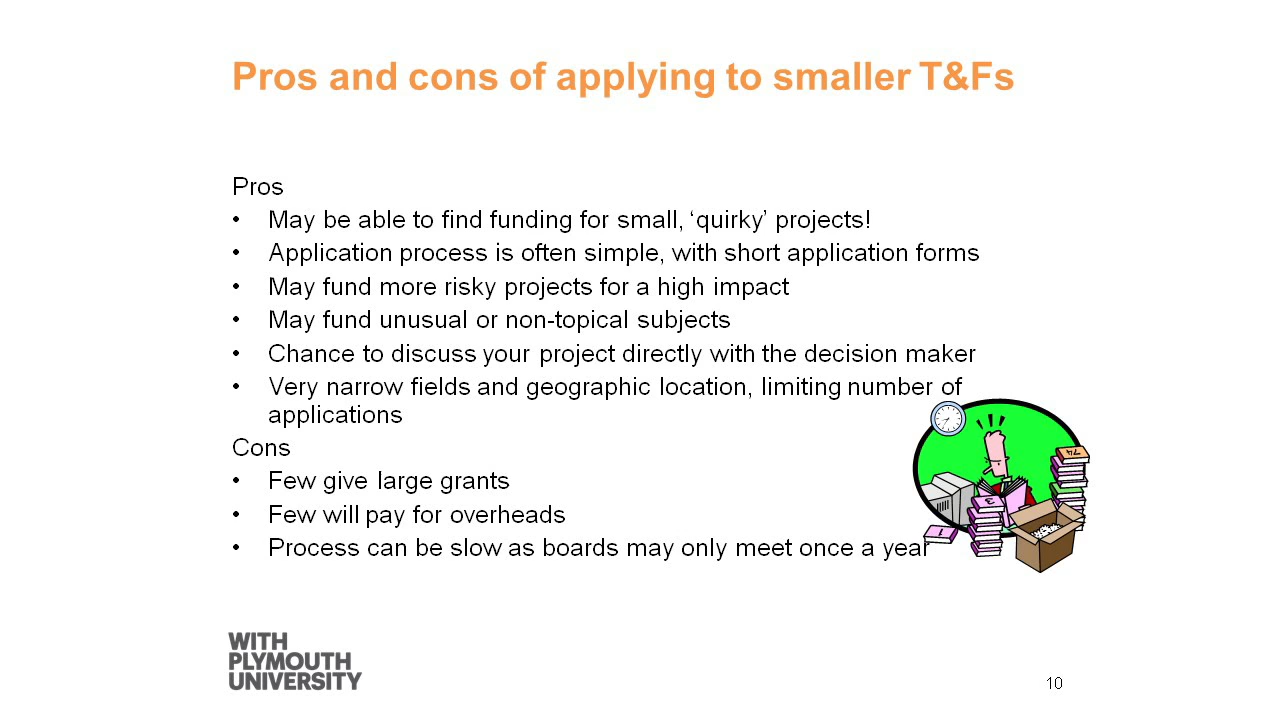 Pros and cons of applying to smaller T&Fs
Pros
• May be able to find funding for small, ‘quirky’ projects!
• Application process is often simple, with short application forms
• May fund more risky projects for a high impact
• May fund unusual or non-topical subjects
• Chance to discuss your project directly with the decision maker
• Very narrow fields and geographic location, limiting number of
applications
Cons
• Few give large grants
• Few will pay for overheads
• Process can be slow as boards may only meet once a year
WITH
PLYMOUTH
UNIVERSITY
10